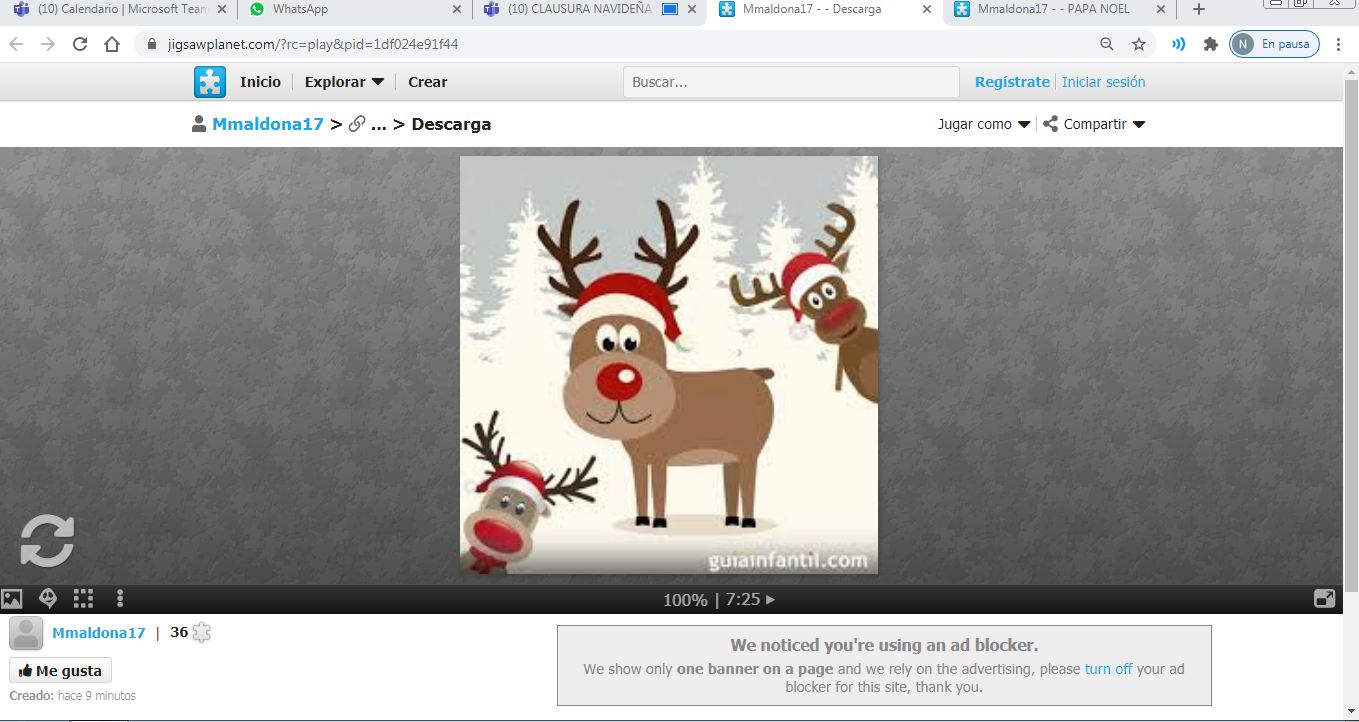 (10) Calendario | Microsoft Team
WhatsApp
(10) CLAUSURA NAVIDEÑA
Mmaldona17 - - Descarga
Mmaldona17 - - PAPA NOEL
jigsawplanet.com/?rc=play&pid=1df024e91f44
N En pausa
Inicio
Explorar
Crear
Buscar...
Regístrate
Iniciar sesión
Mmaldona17 > ... > Descarga
Jugar como
Compartir
guiainfantil.com
100% | 7:25
Mmaldona17 | 36
Me gusta
Creado: hace 9 minutos
We noticed you're using an ad blocker.
We show only one banner on a page and we rely on the advertising, please turn off your ad
blocker for this site, thank you.